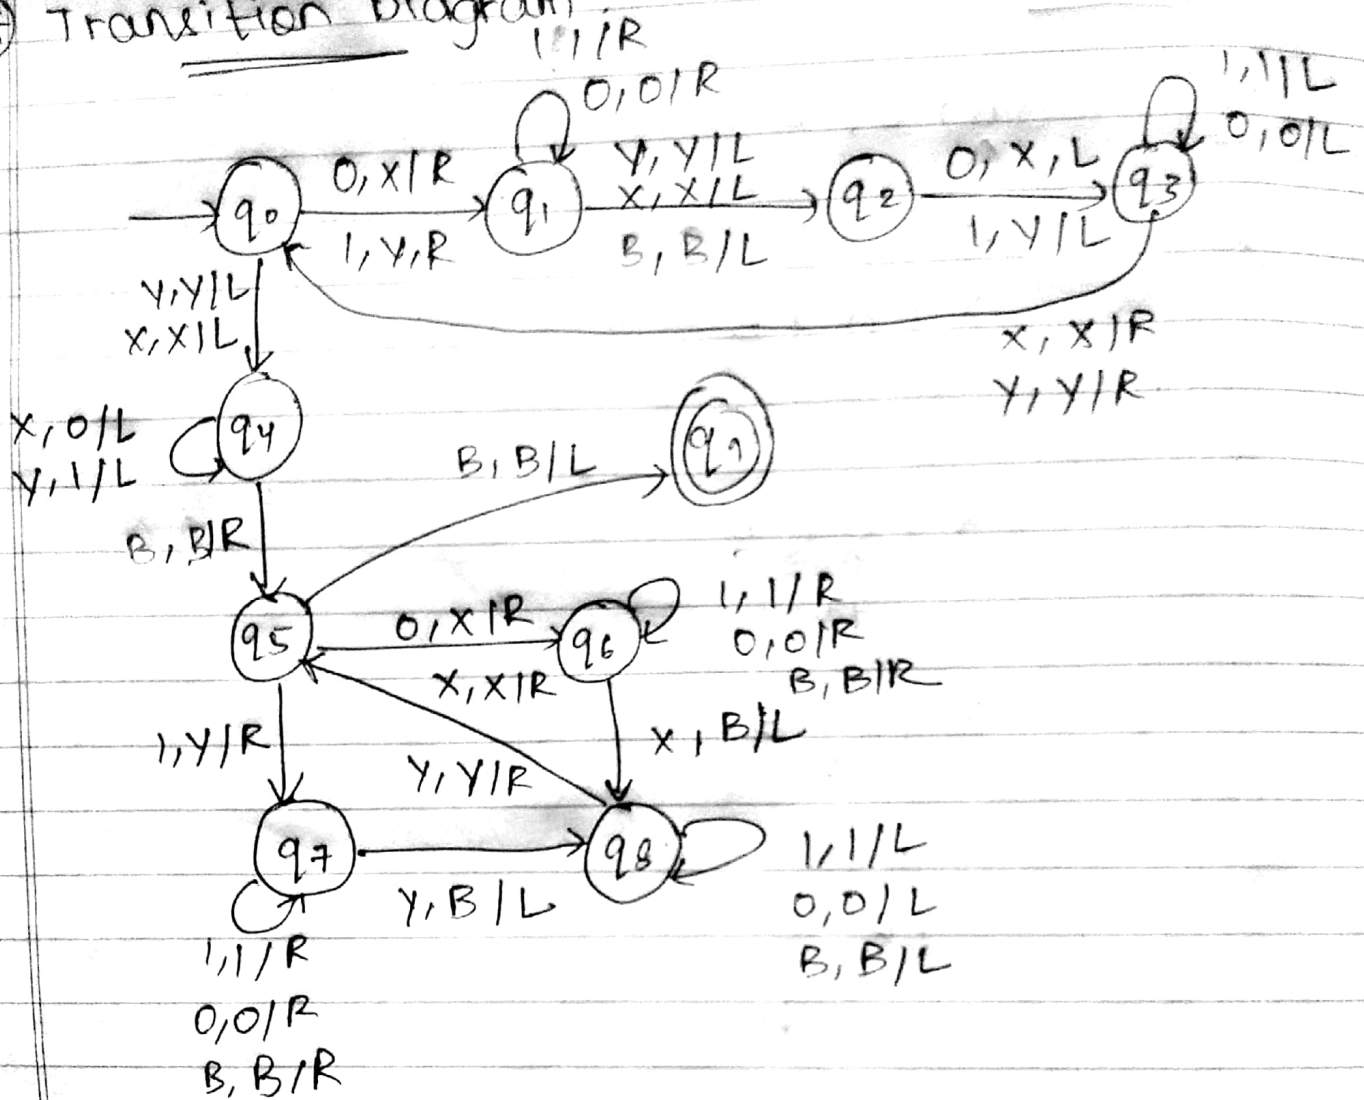 Transition Diagram
1,1/R
0,0/R
1,1/L
0,0/L
0,X/R
1,Y,R
Y,Y/L
X,X/L
B,B/L
0,X,L
1,Y/L
q0
q1
q2
q3
Y,Y/L
X,X/L
X,X/R
Y,Y/R
X,0/L
Y,1/L
q4
B,B/L
B,B/R
q5
0,X/R
X,X/R
q6
1,1/R
0,0/R
B,B/R
1,Y/R
Y,Y/R
X,B/L
q7
Y,B/L
q8
1,1/L
0,0/L
B,B/L
1,1/R
0,0/R
B,B/R